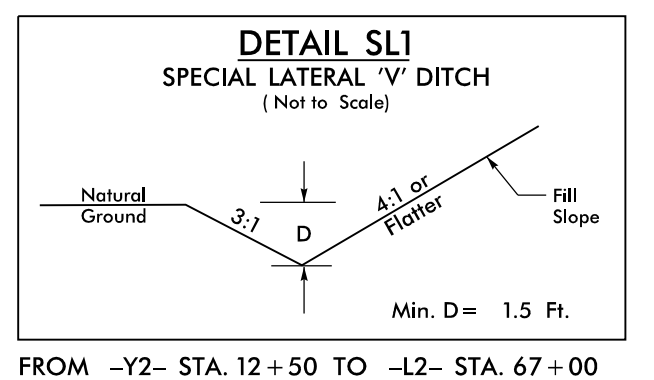 DETAIL SL1
SPECIAL LATERAL 'V' DITCH
( Not to Scale)
Natural
Ground
3:1
D
4:1 or
Flatter
Fill
Slope
Min. D = 1.5 Ft.
FROM -Y2- STA. 12+50 TO -L2- STA. 67+00